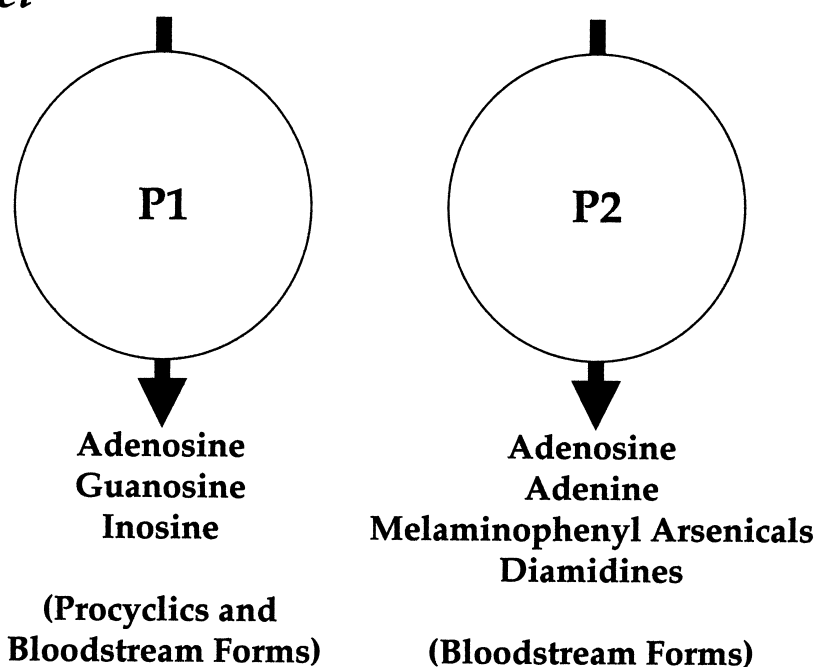 P1
Adenosine
Guanosine
Inosine
(Procyclics and
Bloodstream Forms)
P2
Adenosine
Adenine
Melaminophenyl Arsenicals
Diamidines
(Bloodstream Forms)